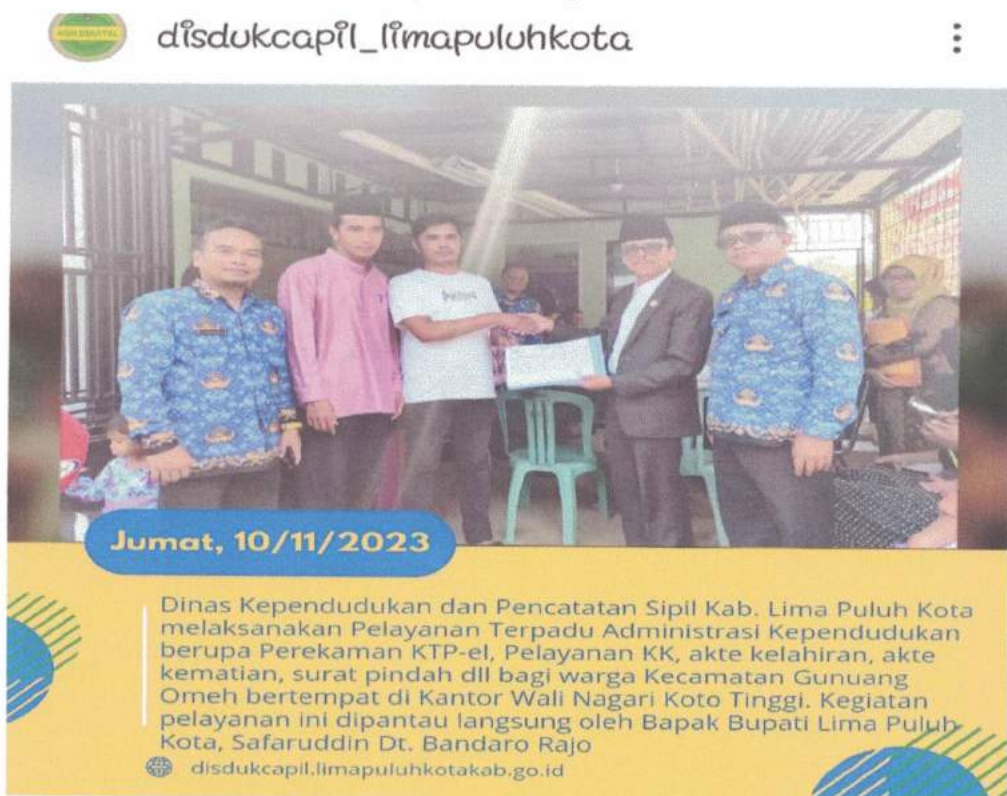 disdukcapil_limapuluhkota
Jumat, 10/11/2023
Dinas Kependudukan dan Pencatatan Sipil Kab. Lima Puluh Kota
melaksanakan Pelayanan Terpadu Administrasi Kependudukan
berupa Perekaman KTP-el, Pelayanan KK, akte kelahiran, akte
kematian, surat pindah dll bagi warga Kecamatan Gunuang
Omeh bertempat di Kantor Wali Nagari Koto Tinggi. Kegiatan
pelayanan ini dipantau langsung oleh Bapak Bupati Lima Puluh
Kota, Safaruddin Dt. Bandaro Rajo
disdukcapil.limapuluhkotakab.go.id